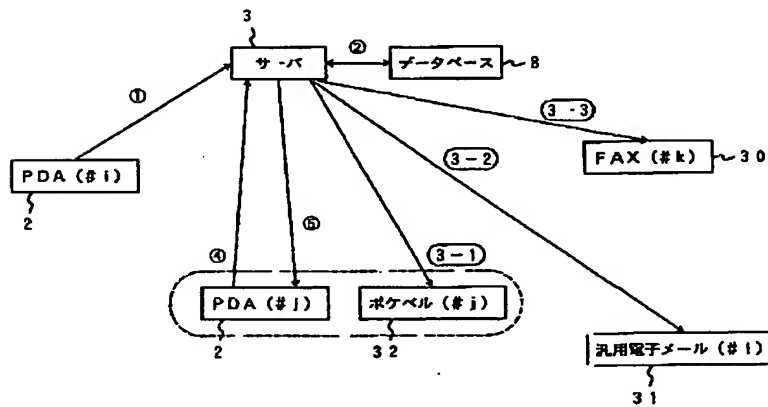 3
サーバ
②
データベース
8
①
3-3
FAX (#k)
30
3-2
PDA (#i)
2
④
⑤
3-1
PDA (#j)
ポケベル (#j)
2
32
汎用電子メール (#l)
31